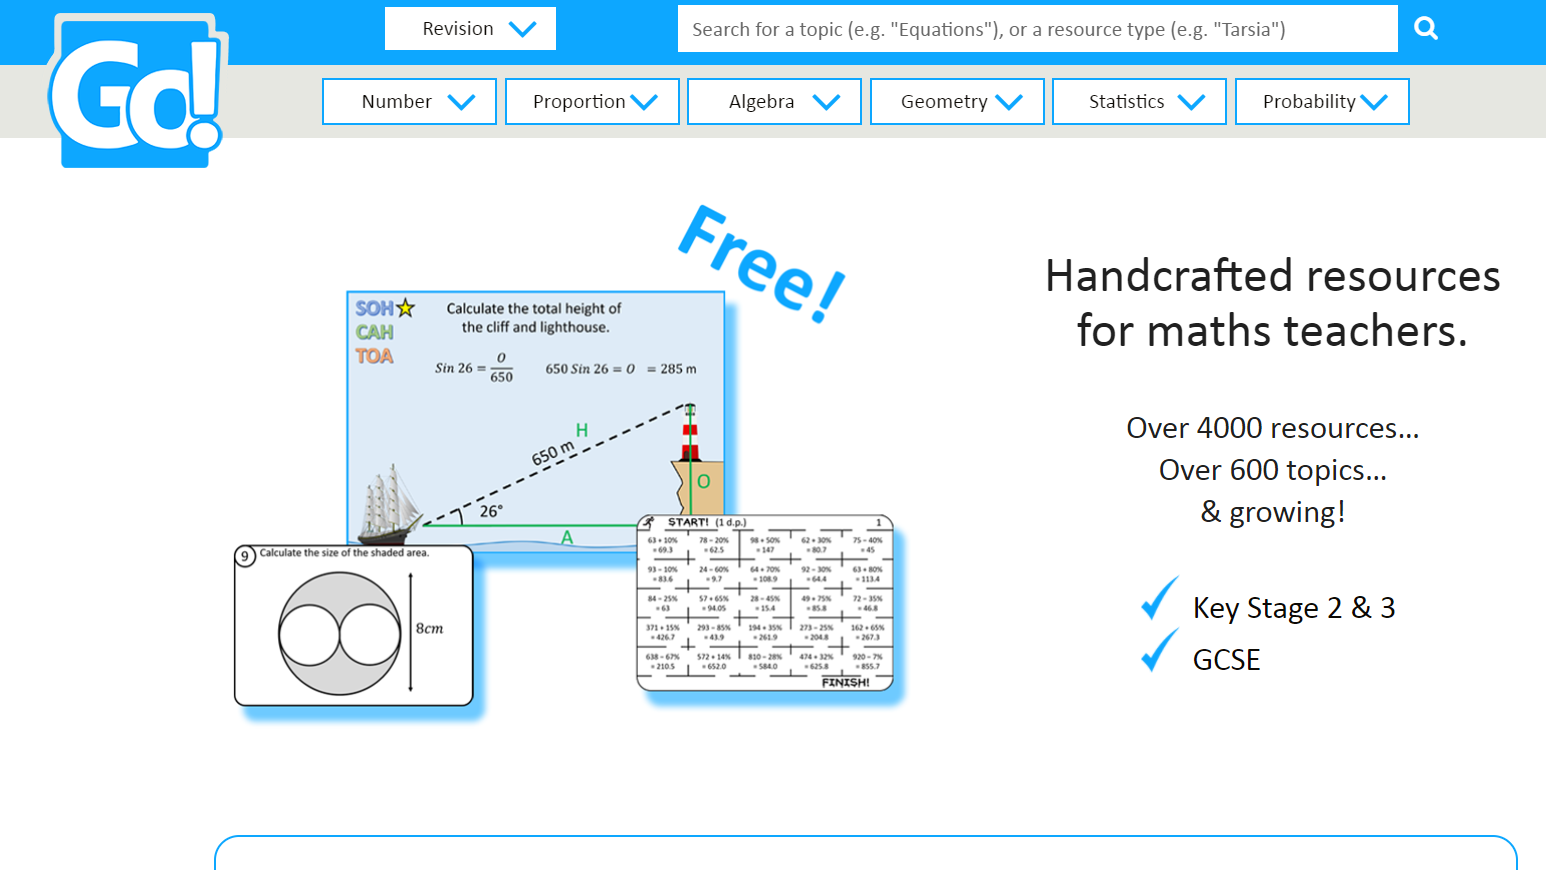 Go!
Revision
Search for a topic (e.g. "Equations"), or a resource type (e.g. "Tarsia")
Number
Proportion
Algebra
Geometry
Statistics
Probability
Free!
SOH
CAH
TOA
Calculate the total height of
the cliff and lighthouse.
Sin 26 = O/650
650 Sin 26 = O = 285 m
H
650 m
O
26°
A
9 Calculate the size of the shaded area.
8cm
START! (1 d.p.) 1
63 + 10% 78 – 20% 98 + 50% 62 + 30% 75 – 40%
= 69.3 = 62.5 = 147 = 80.7 = 45
93 – 10% 24 – 60% 64 + 70% 92 – 30% 63 + 80%
= 83.6 = 9.7 = 108.9 = 64.4 = 113.4
84 – 25% 57 + 65% 28 – 45% 49 + 75% 72 – 35%
= 63 = 94.05 = 15.4 = 85.8 = 46.8
371 + 15% 293 – 85% 194 + 35% 273 – 25% 162 + 65%
= 426.7 = 43.9 = 261.9 = 204.8 = 267.3
638 – 67% 572 + 14% 810 – 28% 474 + 32% 920 – 7%
= 210.5 = 652.0 = 584.0 = 625.8 = 855.7
FINISH!
Handcrafted resources
for maths teachers.
Over 4000 resources...
Over 600 topics...
& growing!
Key Stage 2 & 3
GCSE